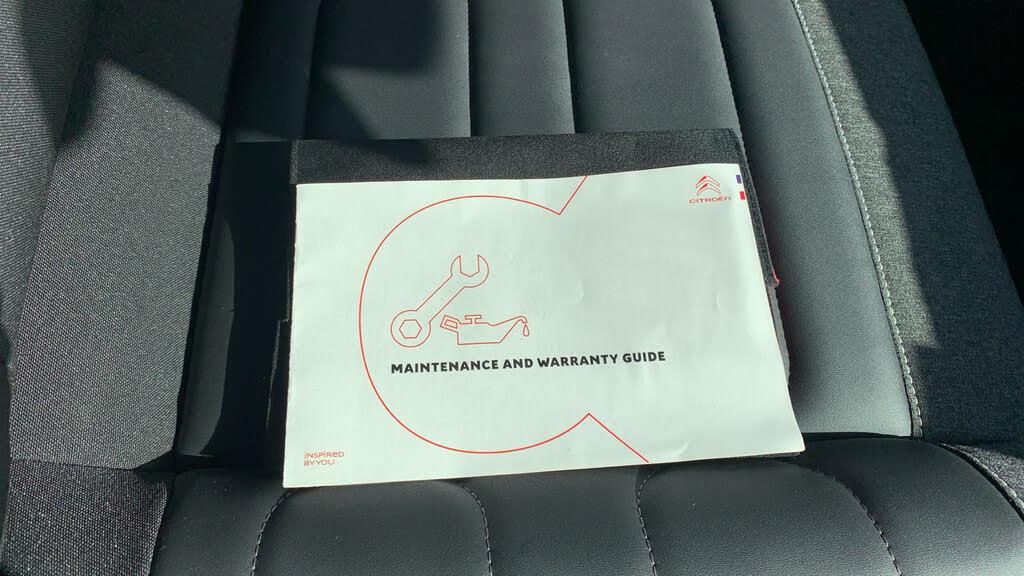 CITROËN
MAINTENANCE AND WARRANTY GUIDE
INSPIRED
BY YOU